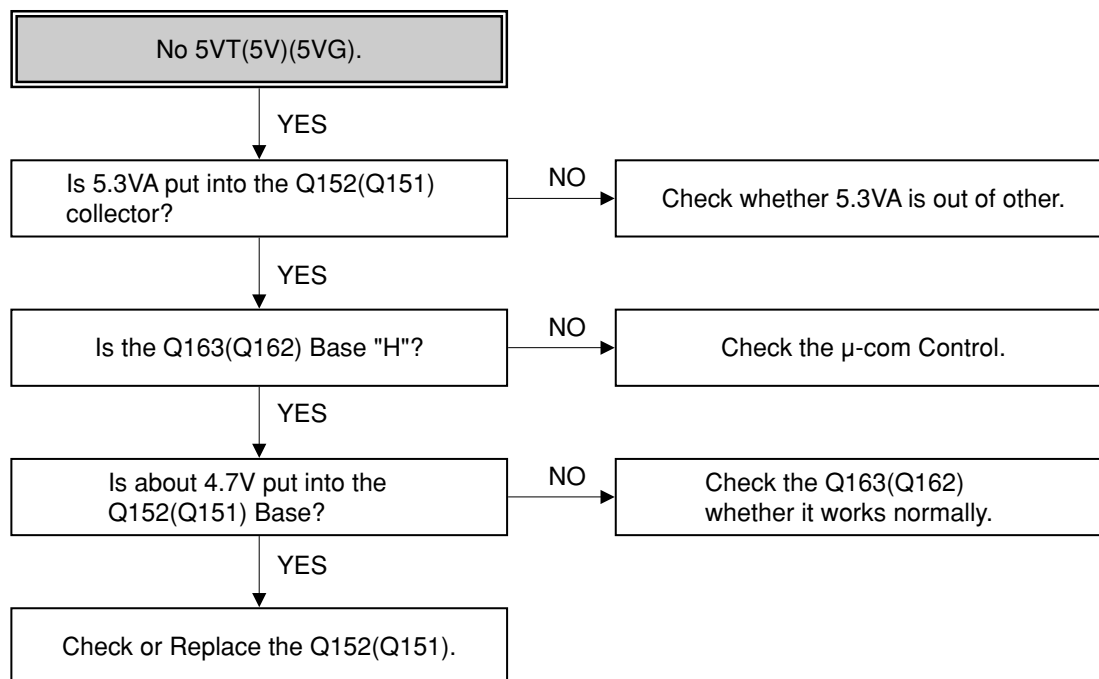 No 5VT(5V)(5VG).
YES
Is 5.3VA put into the Q152(Q151)
collector?
NO
Check whether 5.3VA is out of other.
YES
Is the Q163(Q162) Base "H"?
NO
Check the µ-com Control.
YES
Is about 4.7V put into the
Q152(Q151) Base?
NO
Check the Q163(Q162)
whether it works normally.
YES
Check or Replace the Q152(Q151).